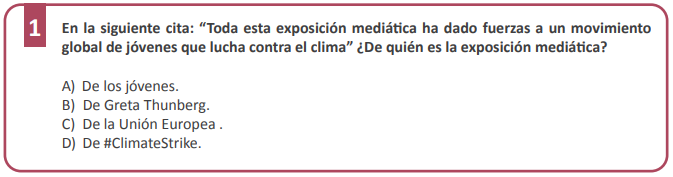 1
En la siguiente cita: “Toda esta exposición mediática ha dado fuerzas a un movimiento
global de jóvenes que lucha contra el clima” ¿De quién es la exposición mediática?
A) De los jóvenes.
B) De Greta Thunberg.
C) De la Unión Europea .
D) De #ClimateStrike.